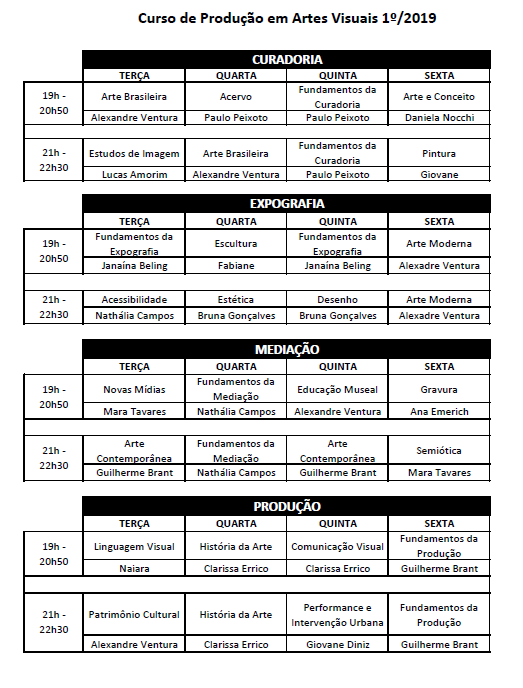 Curso de Produção em Artes Visuais 1º/2019
CURADORIA
TERÇA QUARTA QUINTA SEXTA
19h - 20h50
Arte Brasileira Acervo Fundamentos da Curadoria Arte e Conceito
Alexandre Ventura Paulo Peixoto Paulo Peixoto Daniela Nocchi
21h - 22h30
Estudos de Imagem Arte Brasileira Fundamentos da Curadoria Pintura
Lucas Amorim Alexandre Ventura Paulo Peixoto Giovane
EXPOGRAFIA
TERÇA QUARTA QUINTA SEXTA
19h - 20h50
Fundamentos da Expografia Escultura Fundamentos da Expografia Arte Moderna
Janaína Beling Fabiane Janaína Beling Alexadre Ventura
21h - 22h30
Acessibilidade Estética Desenho Arte Moderna
Nathália Campos Bruna Gonçalves Bruna Gonçalves Alexadre Ventura
MEDIAÇÃO
TERÇA QUARTA QUINTA SEXTA
19h - 20h50
Novas Mídias Fundamentos da Mediação Educação Museal Gravura
Mara Tavares Nathália Campos Alexandre Ventura Ana Emerich
21h - 22h30
Arte Contemporânea Fundamentos da Mediação Arte Contemporânea Semiótica
Guilherme Brant Nathália Campos Guilherme Brant Mara Tavares
PRODUÇÃO
TERÇA QUARTA QUINTA SEXTA
19h - 20h50
Linguagem Visual História da Arte Comunicação Visual Fundamentos da Produção
Naiara Clarissa Errico Clarissa Errico Guilherme Brant
21h - 22h30
Patrimônio Cultural História da Arte Performance e Intervenção Urbana Fundamentos da Produção
Alexandre Ventura Clarissa Errico Giovane Diniz Guilherme Brant